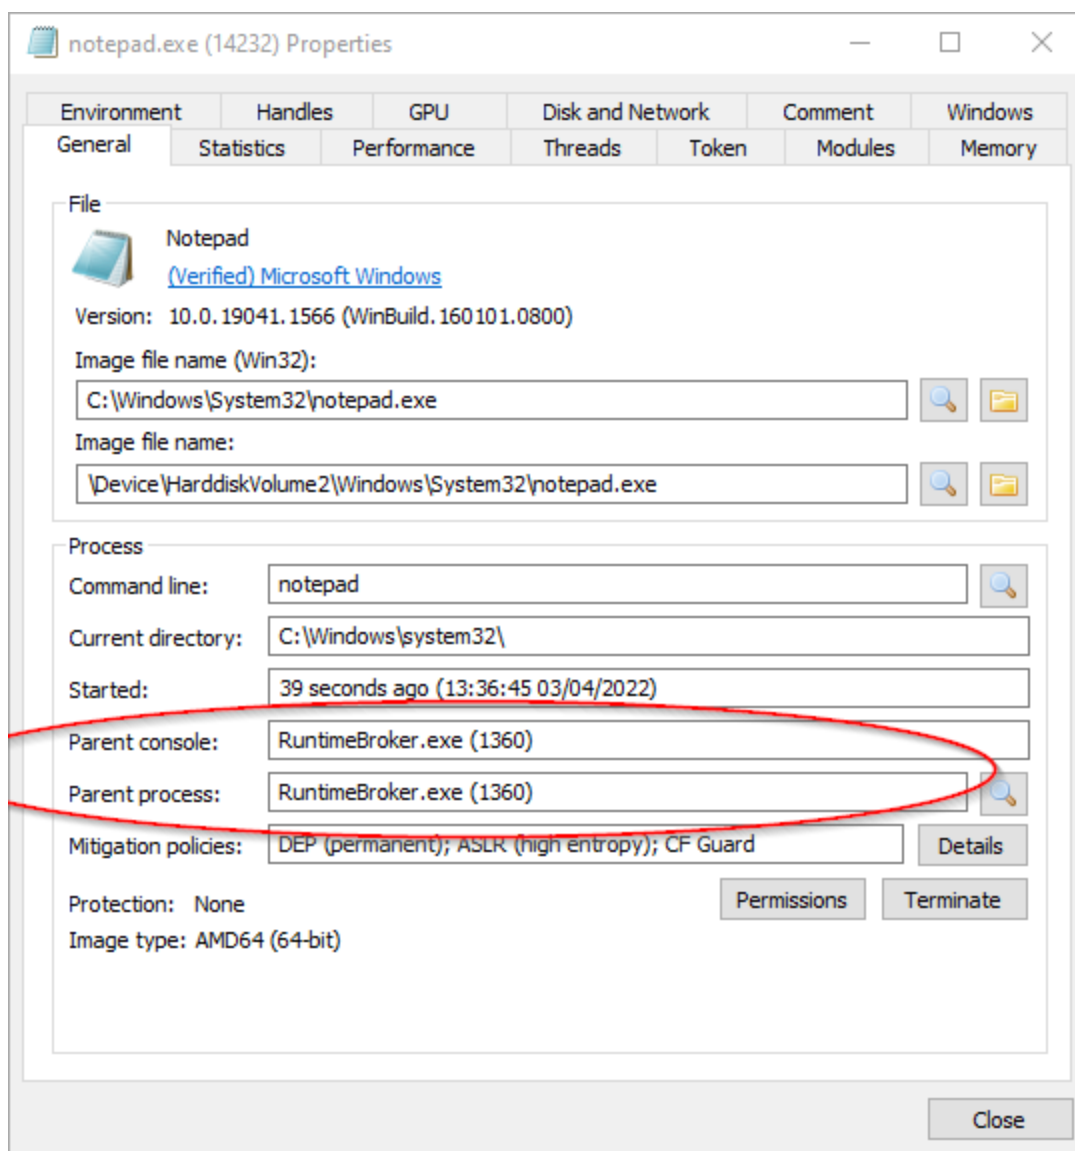 notepad.exe (14232) Properties
Environment Handles GPU Disk and Network Comment Windows
General Statistics Performance Threads Token Modules Memory
File
Notepad
(Verified) Microsoft Windows
Version: 10.0.19041.1566 (WinBuild.160101.0800)
Image file name (Win32):
C:\Windows\System32\notepad.exe
Image file name:
\Device\HarddiskVolume2\Windows\System32\notepad.exe
Process
Command line: notepad
Current directory: C:\Windows\system32\
Started: 39 seconds ago (13:36:45 03/04/2022)
Parent console: RuntimeBroker.exe (1360)
Parent process: RuntimeBroker.exe (1360)
Mitigation policies: DEP (permanent); ASLR (high entropy); CF Guard Details
Protection: None Permissions Terminate
Image type: AMD64 (64-bit)
Close